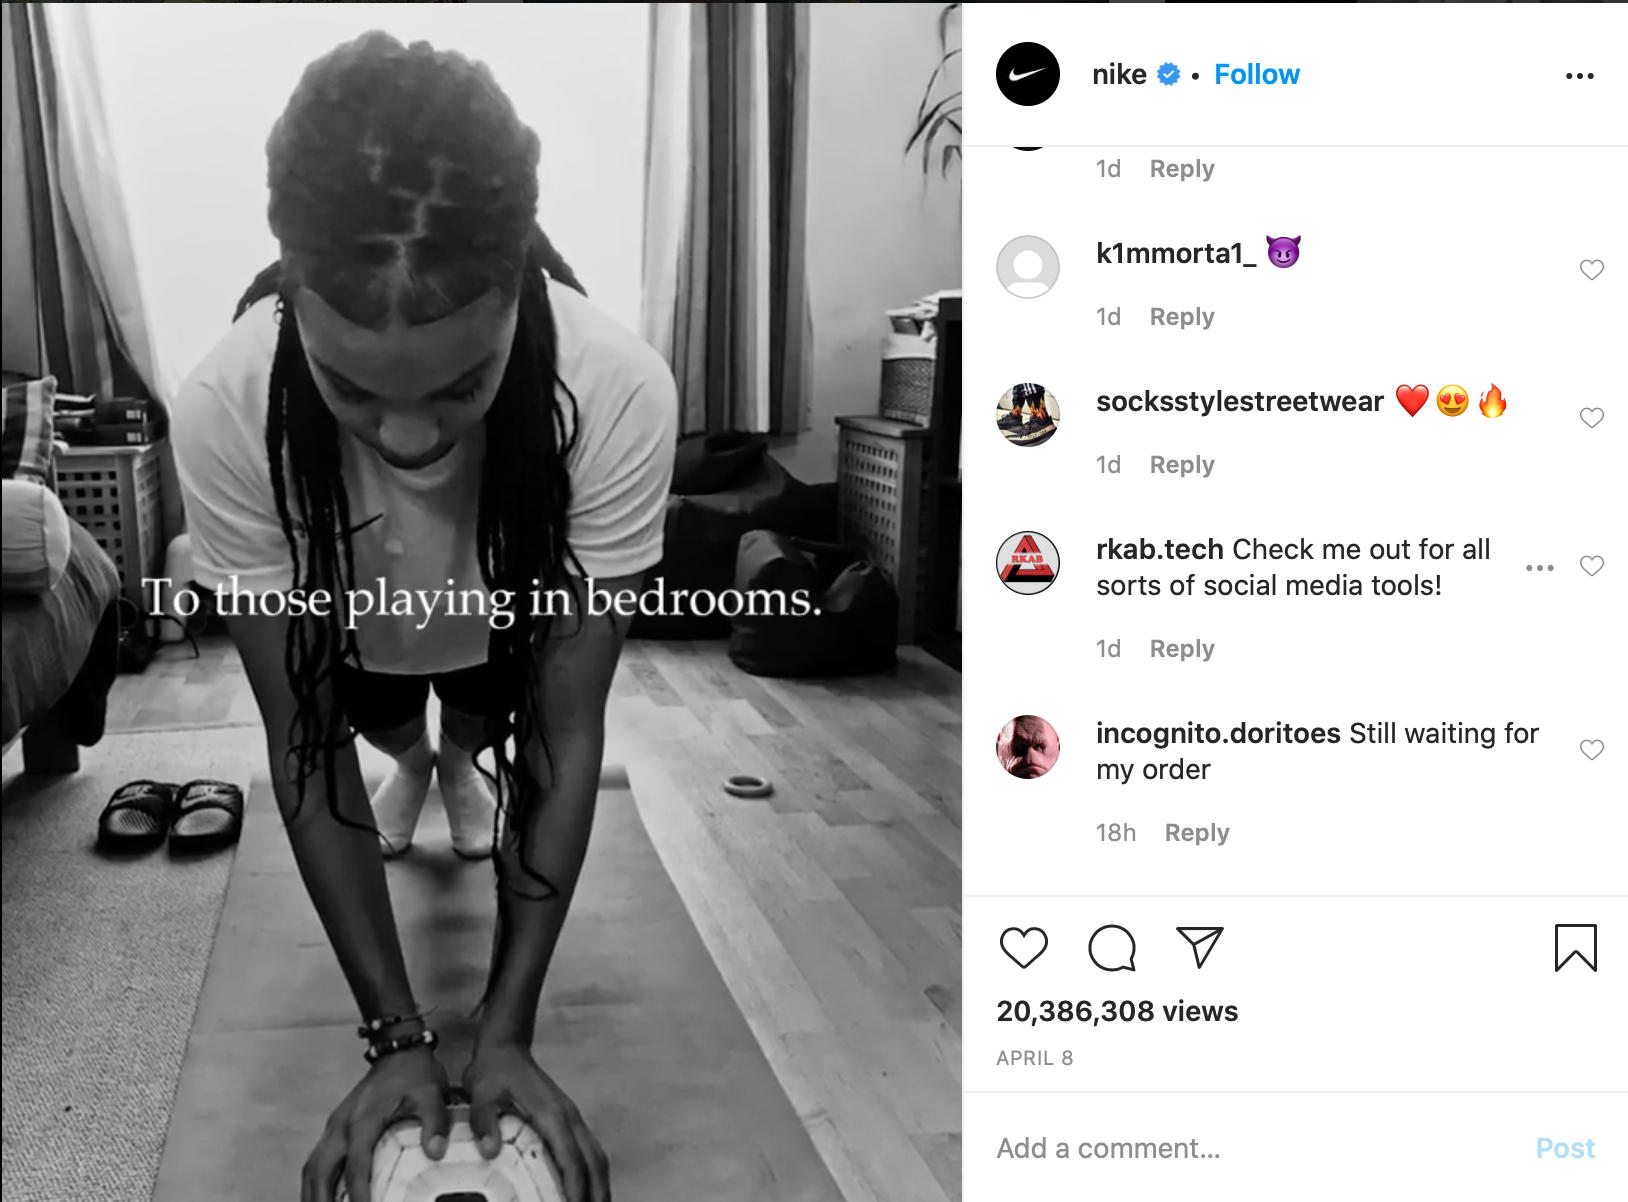 To those playing in bedrooms.
nike • Follow
1d Reply
k1mmorta1_ 😈
1d Reply
socksstylestreetwear ❤️😍🔥
1d Reply
RKAB
rkab.tech Check me out for all
sorts of social media tools!
1d Reply
incognito.doritoes Still waiting for
my order
18h Reply
20,386,308 views
APRIL 8
Add a comment... Post